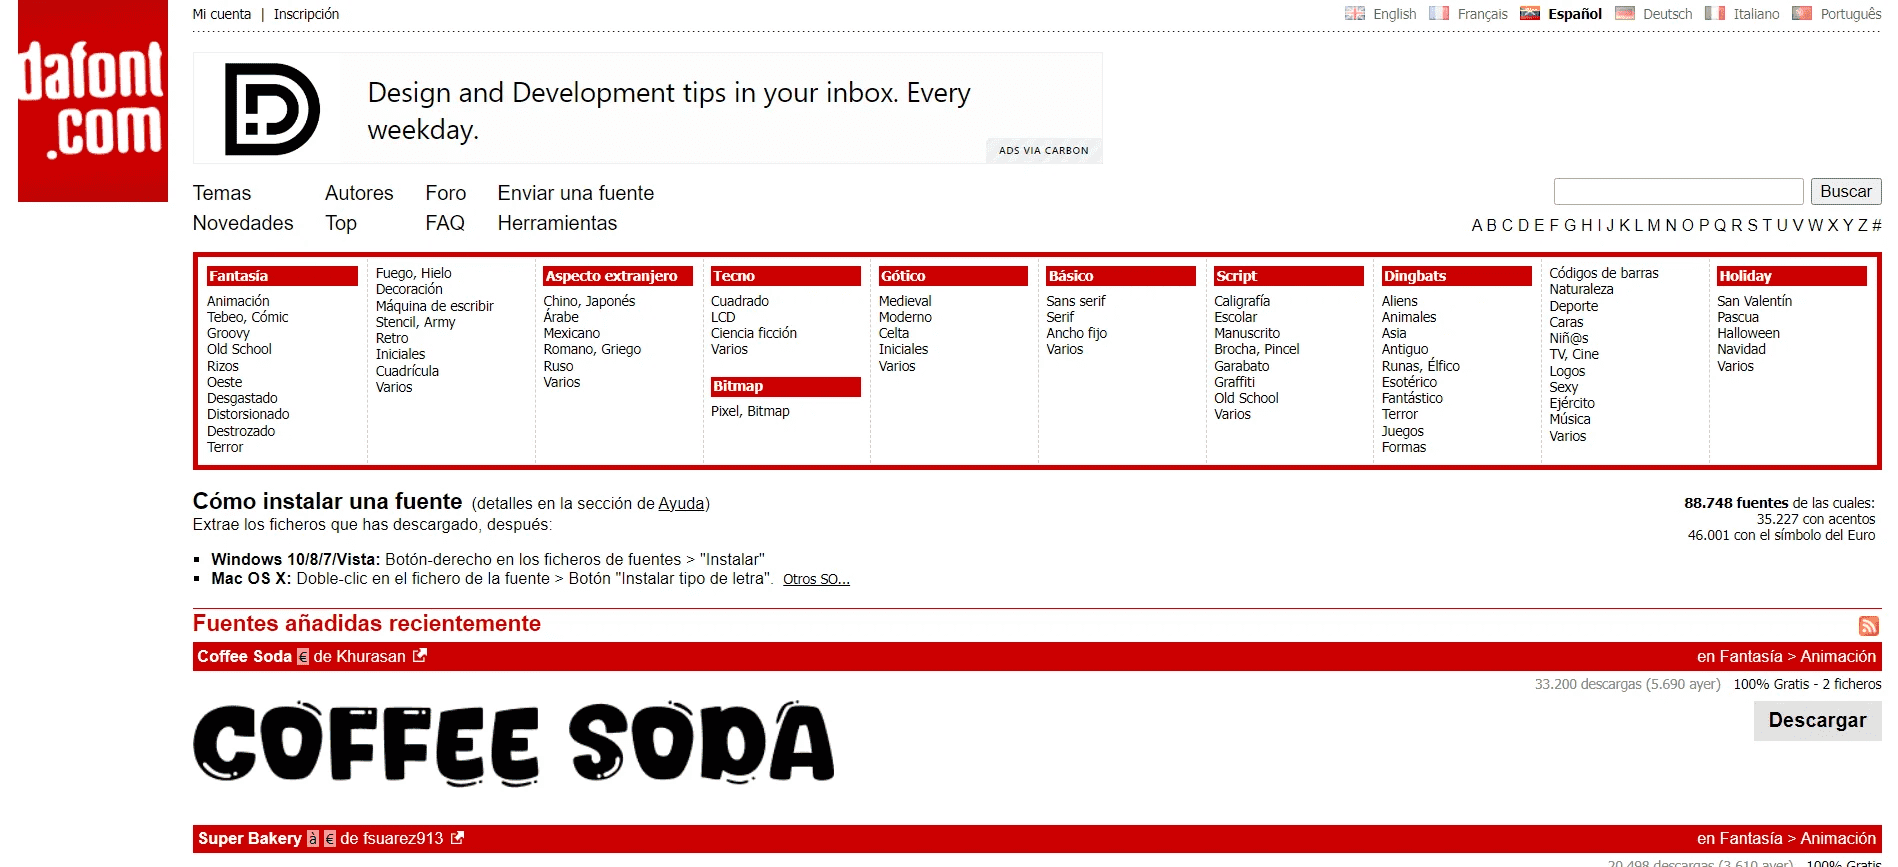 dafont
.com
Mi cuenta | Inscripción
English Français Español Deutsch Italiano Português
Design and Development tips in your inbox. Every
weekday.
ADS VIA CARBON
Temas Autores Foro Enviar una fuente
Novedades Top FAQ Herramientas
Buscar
A B C D E F G H I J K L M N O P Q R S T U V W X Y Z #
Fantasía
Animación
Tebeo, Cómic
Groovy
Old School
Rizos
Oeste
Desgastado
Distorsionado
Destrozado
Terror
Fuego, Hielo
Decoración
Máquina de escribir
Stencil, Army
Retro
Iniciales
Cuadrícula
Varios
Aspecto extranjero
Chino, Japonés
Árabe
Mexicano
Romano, Griego
Ruso
Varios
Tecno
Cuadrado
LCD
Ciencia ficción
Varios
Bitmap
Pixel, Bitmap
Gótico
Medieval
Moderno
Celta
Iniciales
Varios
Básico
Sans serif
Serif
Ancho fijo
Varios
Script
Caligrafía
Escolar
Manuscrito
Brocha, Pincel
Garabato
Graffiti
Old School
Varios
Dingbats
Aliens
Animales
Asia
Antiguo
Runas, Élfico
Esotérico
Fantástico
Terror
Juegos
Formas
Códigos de barras
Naturaleza
Deporte
Caras
Niñ@s
TV, Cine
Logos
Sexy
Ejército
Música
Varios
Holiday
San Valentín
Pascua
Halloween
Navidad
Varios
Cómo instalar una fuente (detalles en la sección de Ayuda)
Extrae los ficheros que has descargado, después:
▪ Windows 10/8/7/Vista: Botón-derecho en los ficheros de fuentes > "Instalar"
▪ Mac OS X: Doble-clic en el fichero de la fuente > Botón "Instalar tipo de letra". Otros SO...
88.748 fuentes de las cuales:
35.227 con acentos
46.001 con el símbolo del Euro
Fuentes añadidas recientemente
Coffee Soda € de Khurasan en Fantasía > Animación
33.200 descargas (5.690 ayer) 100% Gratis - 2 ficheros
Descargar
COFFEE SODA
Super Bakery à € de fsuarez913 en Fantasía > Animación
20.498 descargas (3.610 ayer) 100% Gratis